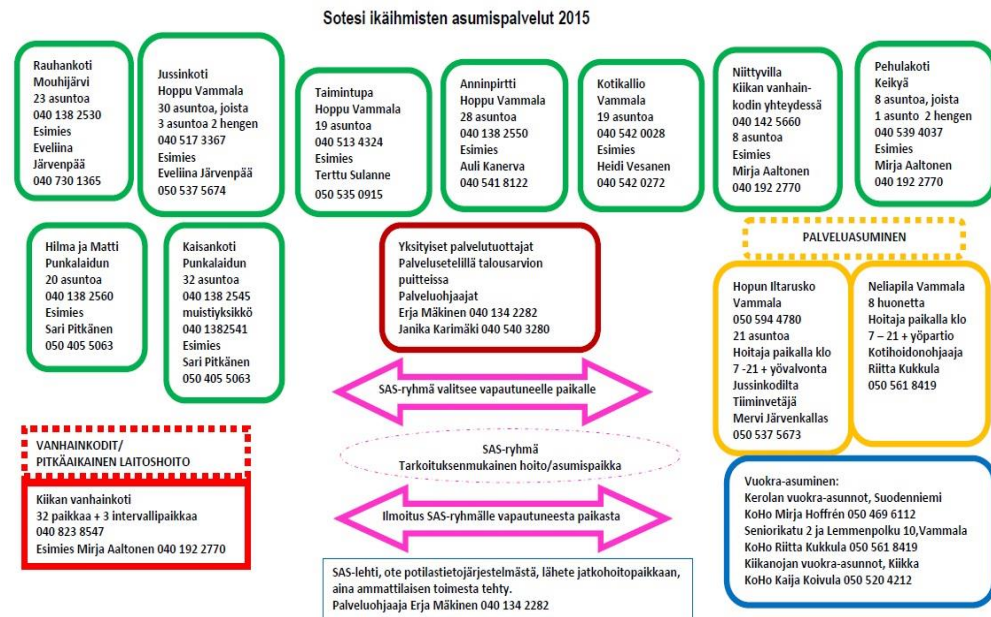 Sotesi ikäihmisten asumispalvelut 2015
Rauhankoti
Mouhijärvi
23 asuntoa
040 138 2530
Esimies
Eveliina
Järvenpää
040 730 1365
Jussinkoti
Hoppu Vammala
30 asuntoa, joista
3 asuntoa 2 hengen
040 517 3367
Esimies
Eveliina Järvenpää
050 537 5674
Taimintupa
Hoppu Vammala
19 asuntoa
040 513 4324
Esimies
Terttu Sulanne
050 535 0915
Anninpirtti
Hoppu Vammala
28 asuntoa
040 138 2550
Esimies
Auli Kanerva
040 541 8122
Kotikallio
Vammala
19 asuntoa
040 542 0028
Esimies
Heidi Vesanen
040 542 0272
Niittyvilla
Kiikan vanhain-
kodin yhteydessä
040 142 5660
8 asuntoa
Esimies
Mirja Aaltonen
040 192 2770
Pehulakoti
Keikyä
8 asuntoa, joista
1 asunto 2 hengen
040 539 4037
Esimies
Mirja Aaltonen
040 192 2770
Hilma ja Matti
Punkalaidun
20 asuntoa
040 138 2560
Esimies
Sari Pitkänen
050 405 5063
Kaisankoti
Punkalaidun
32 asuntoa
040 138 2545
muistiyksikkö
040 1382541
Esimies
Sari Pitkänen
050 405 5063
Yksityiset palvelutuottajat
Palvelusetelillä talousarvion
puitteissa
Palveluohjaajat
Erja Mäkinen 040 134 2282
Janika Karimäki 040 540 3280
PALVELUASUMINEN
Hopun Iltarusko
Vammala
050 594 4780
21 asuntoa
Hoitaja paikalla klo
7 -21 + yövalvonta
Jussinkodilta
Tiiminvetäjä
Mervi Järvenkallas
050 537 5673
Neliapila Vammala
8 huonetta
Hoitaja paikalla klo
7 – 21 + yöpartio
Kotihoidonohjaaja
Riitta Kukkula
050 561 8419
SAS-ryhmä valitsee vapautuneelle paikalle
VANHAINKODIT/
PITKÄAIKAINEN LAITOSHOITO
SAS-ryhmä
Tarkoituksenmukainen hoito/asumispaikka
Kiikan vanhainkoti
32 paikkaa + 3 intervallipaikkaa
040 823 8547
Esimies Mirja Aaltonen 040 192 2770
Ilmoitus SAS-ryhmälle vapautuneesta paikasta
Vuokra-asuminen:
Kerolan vuokra-asunnot, Suodenniemi
KoHo Mirja Hoffrén 050 469 6112
Seniorikatu 2 ja Lemmenpolku 10,Vammala
KoHo Riitta Kukkula 050 561 8419
Kiikanojan vuokra-asunnot, Kiikka
KoHo Kaija Koivula 050 520 4212
SAS-lehti, ote potilastietojärjestelmästä, lähete jatkohoitopaikkaan,
aina ammattilaisen toimesta tehty.
Palveluohjaaja Erja Mäkinen 040 134 2282